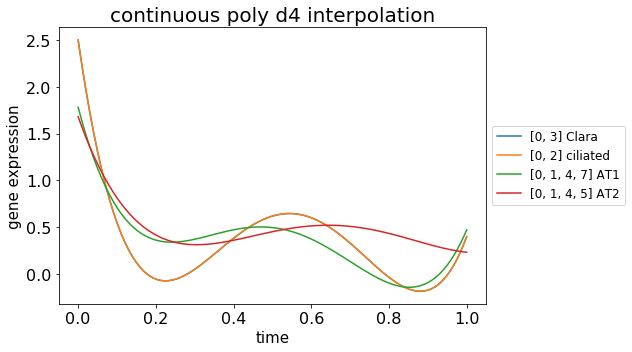 continuous poly d4 interpolation
gene expression
2.5
2.0
1.5
1.0
0.5
0.0
0.0 0.2 0.4 0.6 0.8 1.0
time
[0, 3] Clara
[0, 2] ciliated
[0, 1, 4, 7] AT1
[0, 1, 4, 5] AT2